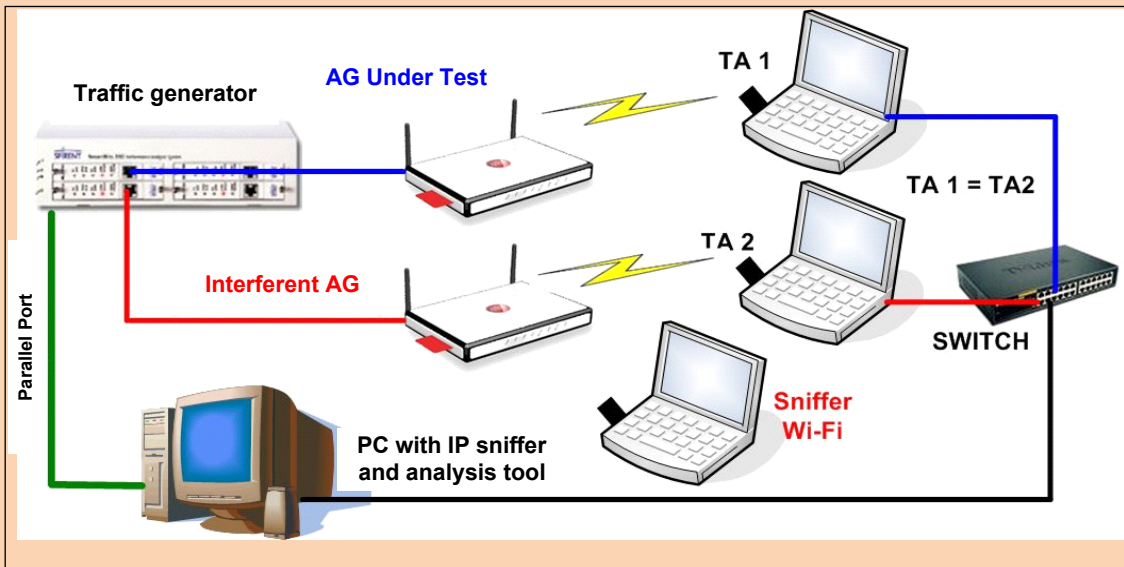 AG Under Test
TA 1
Traffic generator
SPIRENT
TA 1 = TA2
TA 2
Interferent AG
SWITCH
Parallel Port
Sniffer
Wi-Fi
PC with IP sniffer
and analysis tool